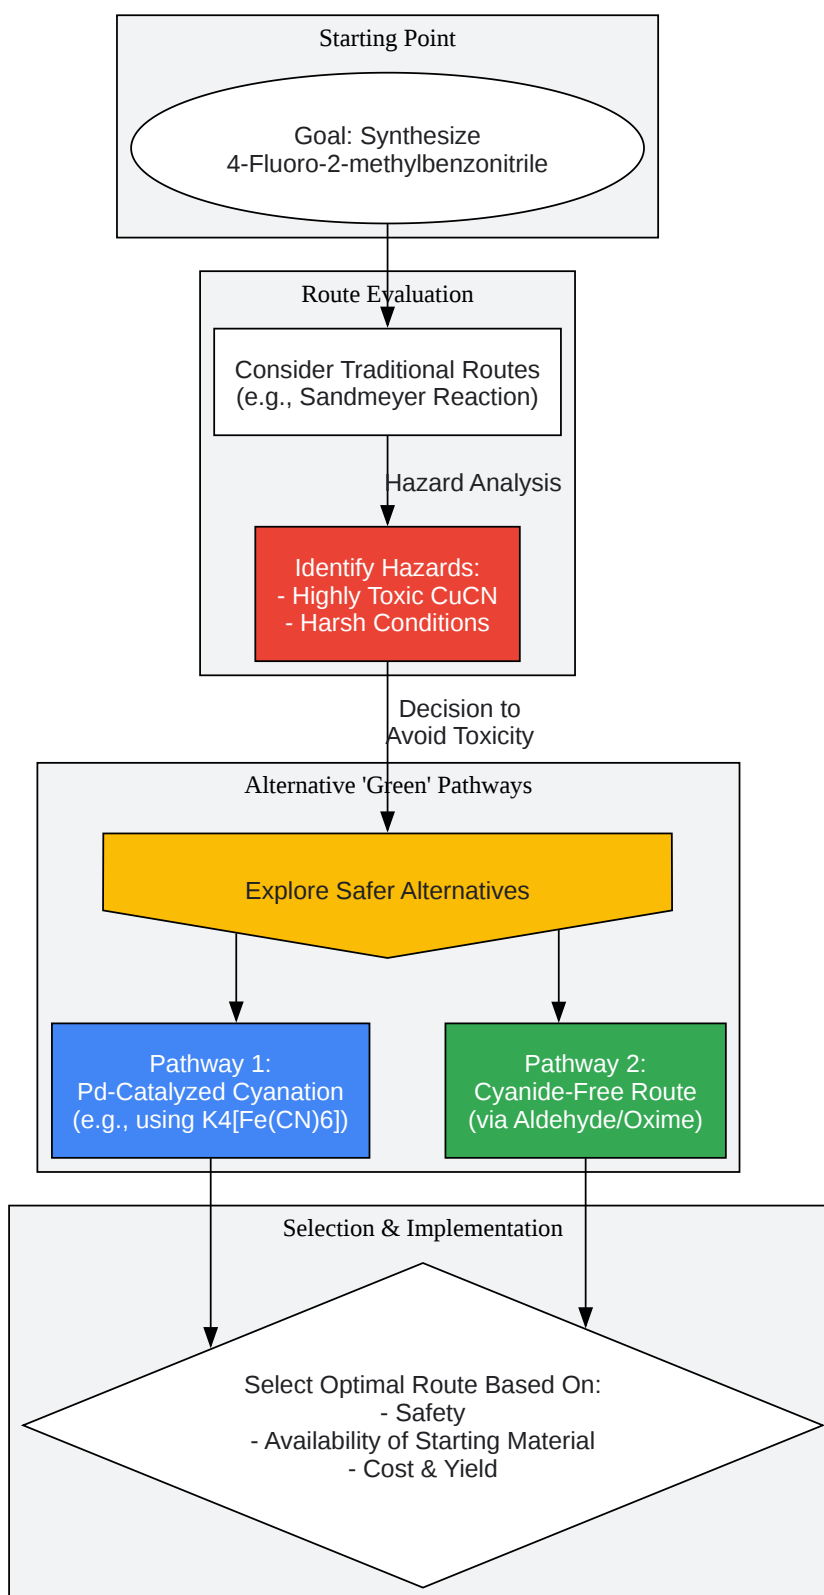 Starting Point
Goal: Synthesize
4-Fluoro-2-methylbenzonitrile
Route Evaluation
Consider Traditional Routes
(e.g., Sandmeyer Reaction)
Hazard Analysis
Identify Hazards:
- Highly Toxic CuCN
- Harsh Conditions
Decision to
Avoid Toxicity
Alternative 'Green' Pathways
Explore Safer Alternatives
Pathway 1:
Pd-Catalyzed Cyanation
(e.g., using K4[Fe(CN)6])
Pathway 2:
Cyanide-Free Route
(via Aldehyde/Oxime)
Selection & Implementation
Select Optimal Route Based On:
- Safety
- Availability of Starting Material
- Cost & Yield